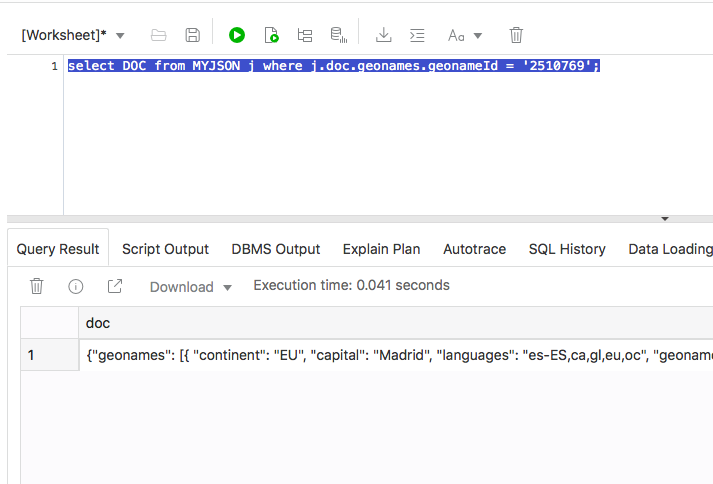 [Worksheet]* Aa
1 select DOC from MYJSON j where j.doc.geonames.geonameId = '2510769';
Query Result Script Output DBMS Output Explain Plan Autotrace SQL History Data Loading
Download Execution time: 0.041 seconds
doc
1 {"geonames": [{ "continent": "EU", "capital": "Madrid", "languages": "es-ES,ca,gl,eu,oc", "geonam